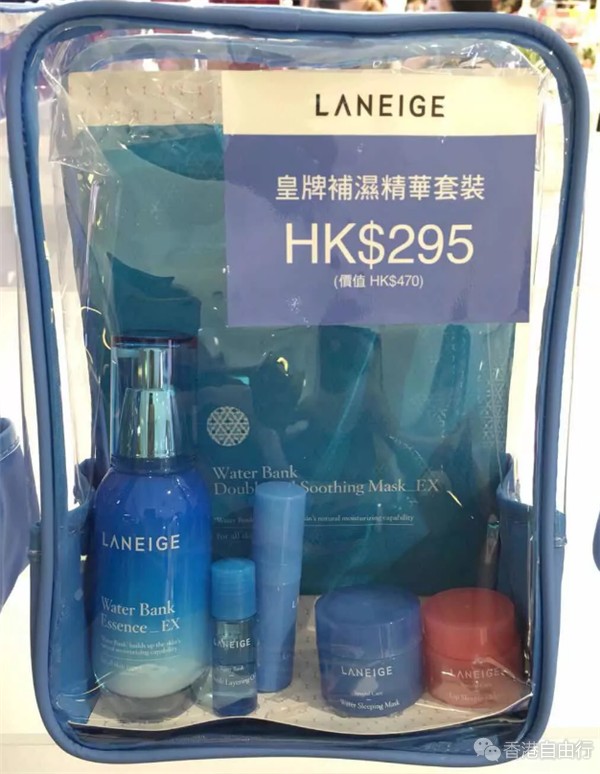 LANEIGE
皇牌補濕精華套裝
HK$295
(價值 HK$470)
Water Bank
Soothing Mask_EX
LANEIGE
Water Bank
Essence_EX
LANEIGE
LANEIGE
Water Sleeping Mask
LANEIGE
香港自由行